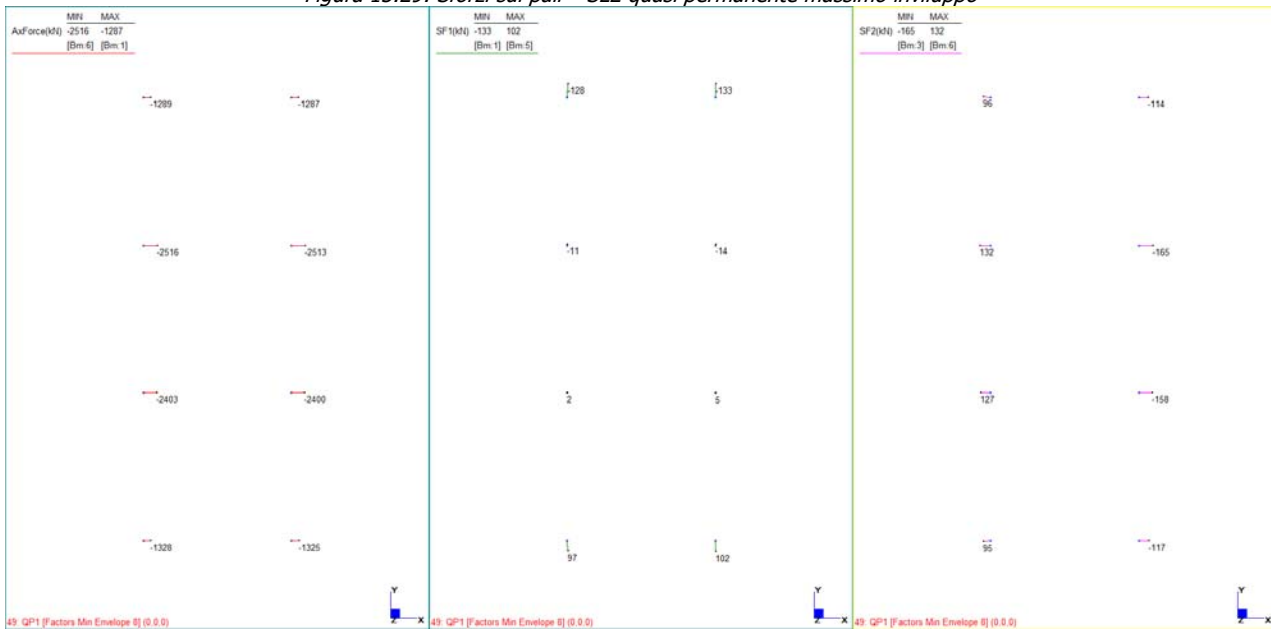 Figura 15.29: Sforzi sui pali – SLE quasi permanente massimo inviluppo
MIN MAX
AxForce(kN) -2516 -1287
[Bm:6] [Bm:1]
-1289
-1287
-2516
-2513
-2403
-2400
-1328
-1325
Y
Z X
49: QP1 [Factors Min Envelope 8] (0.0.0)
MIN MAX
SF1(kN) -133 102
[Bm:1] [Bm:5]
-128
-133
-11
-14
2
5
97
102
Y
Z X
49: QP1 [Factors Min Envelope 8] (0.0.0)
MIN MAX
SF2(kN) -165 132
[Bm:3] [Bm:6]
96
-114
132
-165
127
-158
95
-117
Y
Z X
49: QP1 [Factors Min Envelope 8] (0.0.0)